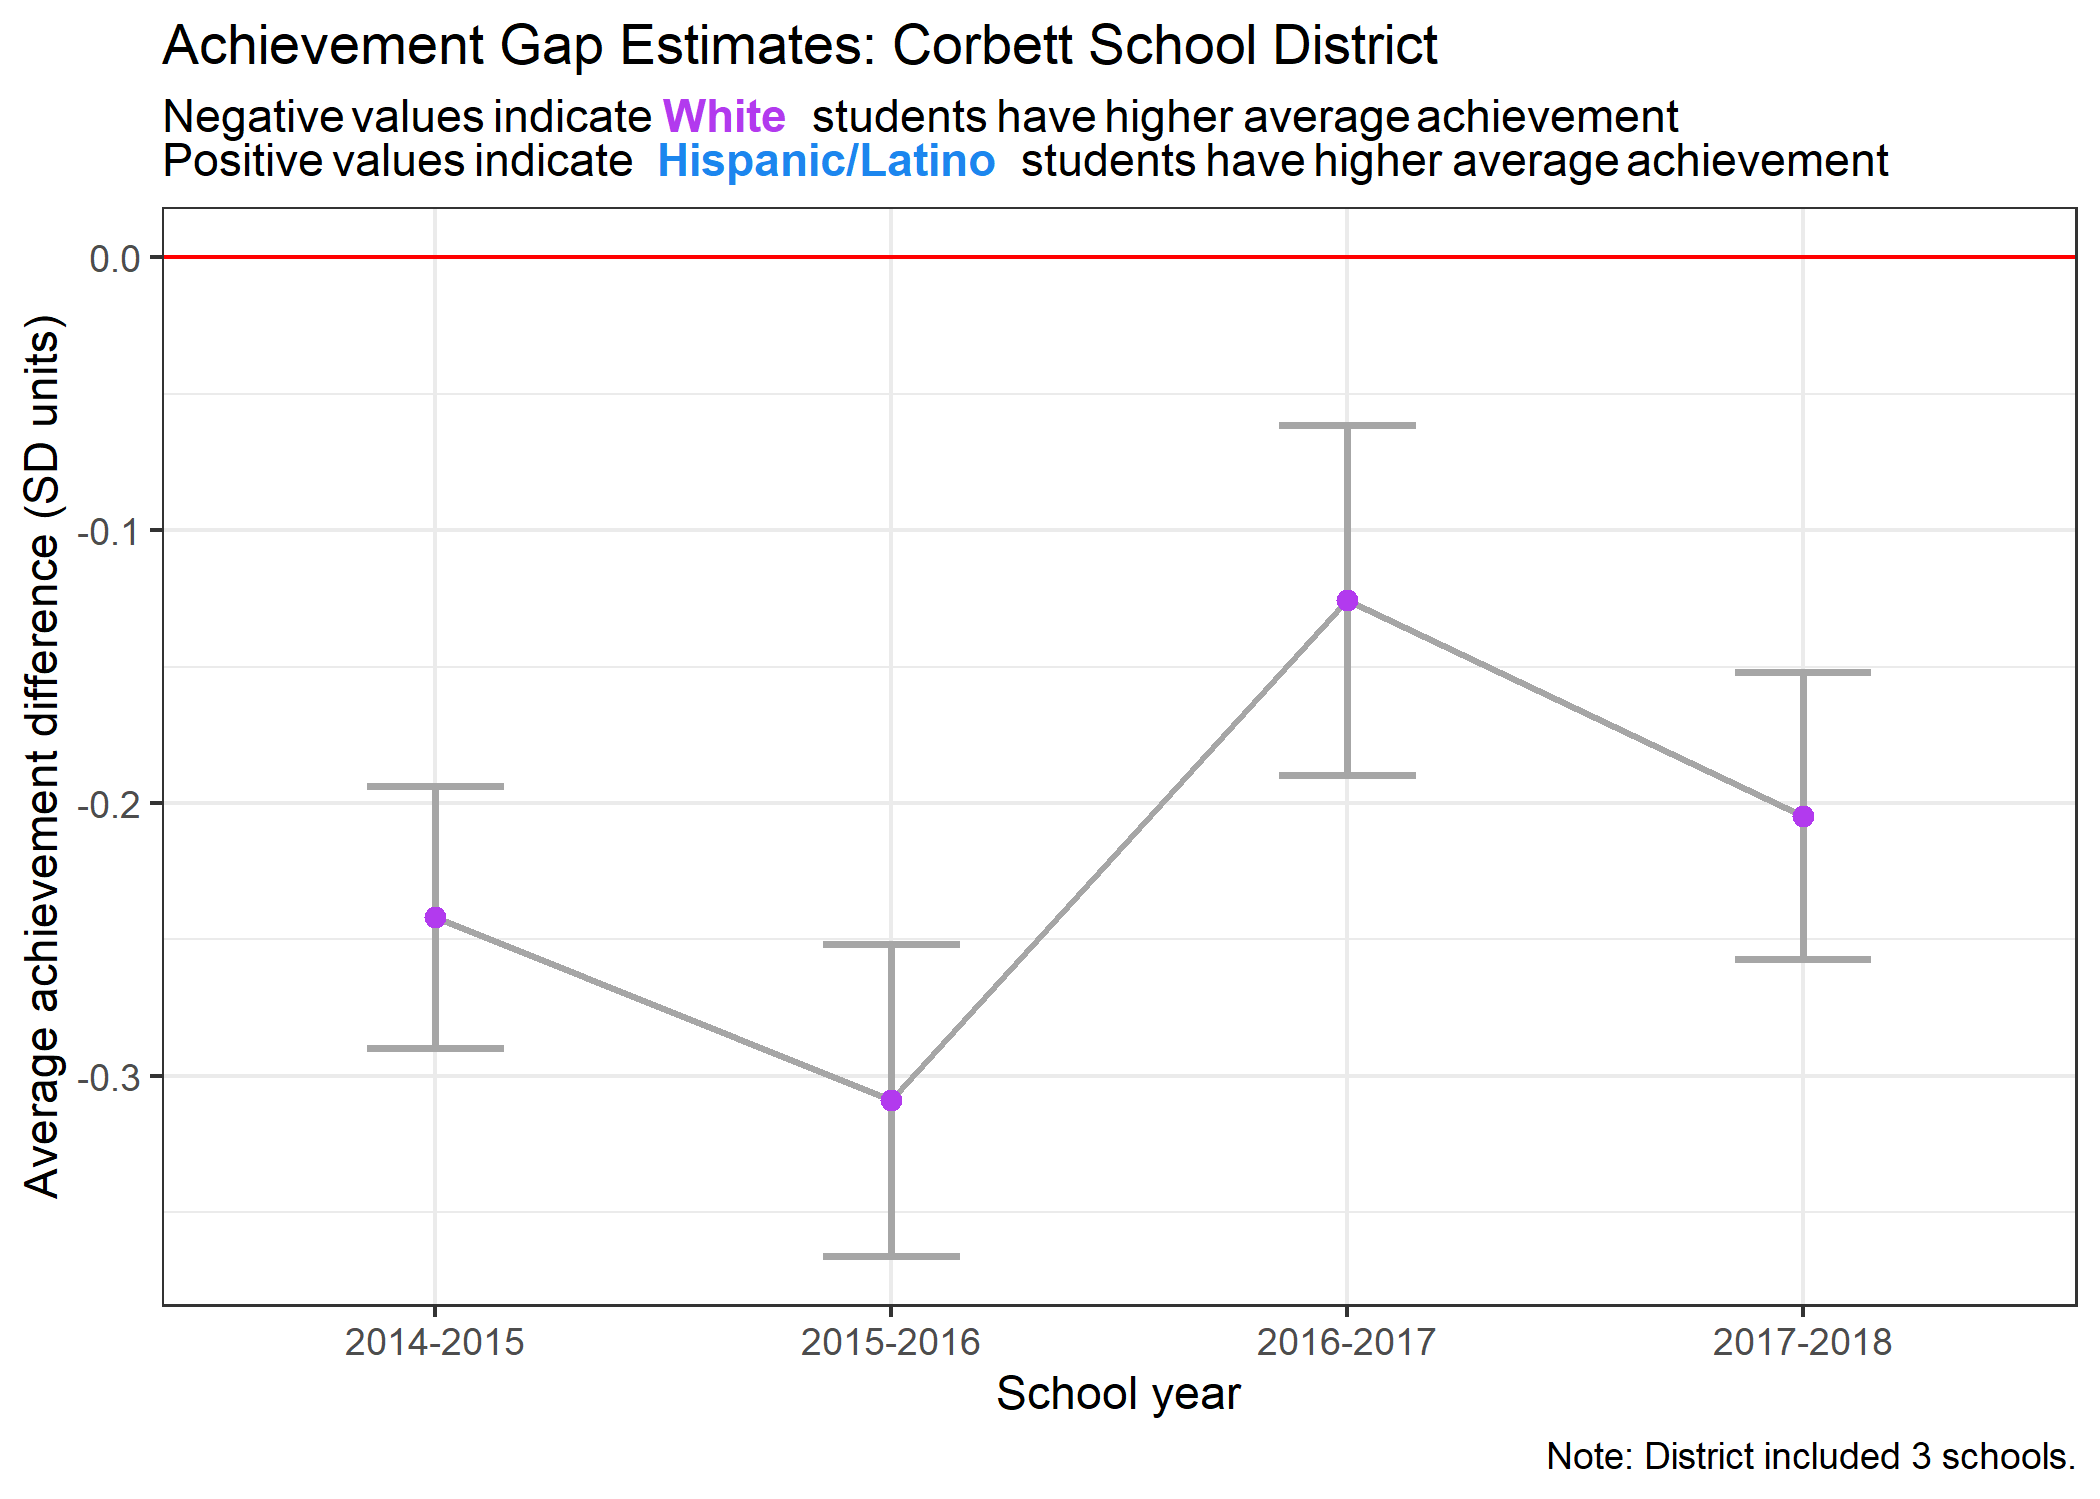 Achievement Gap Estimates: Corbett School District
Negative values indicate White students have higher average achievement
Positive values indicate Hispanic/Latino students have higher average achievement
Average achievement difference (SD units)
0.0
-0.1
-0.2
-0.3
2014-2015
2015-2016
2016-2017
2017-2018
School year
Note: District included 3 schools.